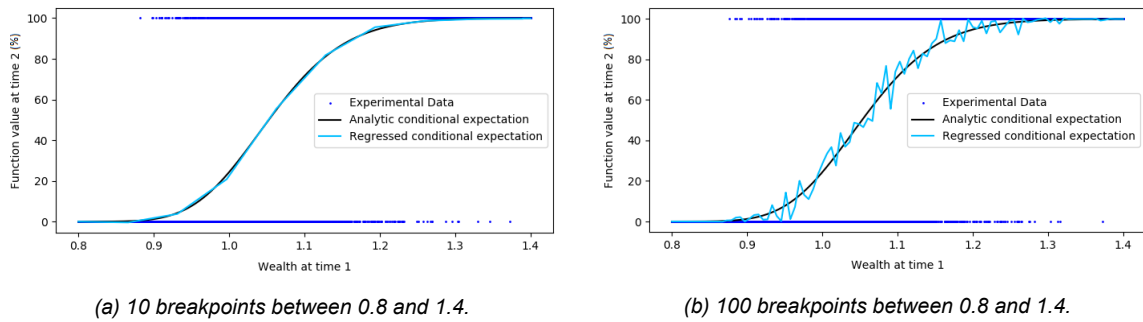 100
80
60
40
20
0
Function value at time 2 (%)
Experimental Data
Analytic conditional expectation
Regressed conditional expectation
0.8 0.9 1.0 1.1 1.2 1.3 1.4
Wealth at time 1
(a) 10 breakpoints between 0.8 and 1.4.
100
80
60
40
20
0
Function value at time 2 (%)
Experimental Data
Analytic conditional expectation
Regressed conditional expectation
0.8 0.9 1.0 1.1 1.2 1.3 1.4
Wealth at time 1
(b) 100 breakpoints between 0.8 and 1.4.